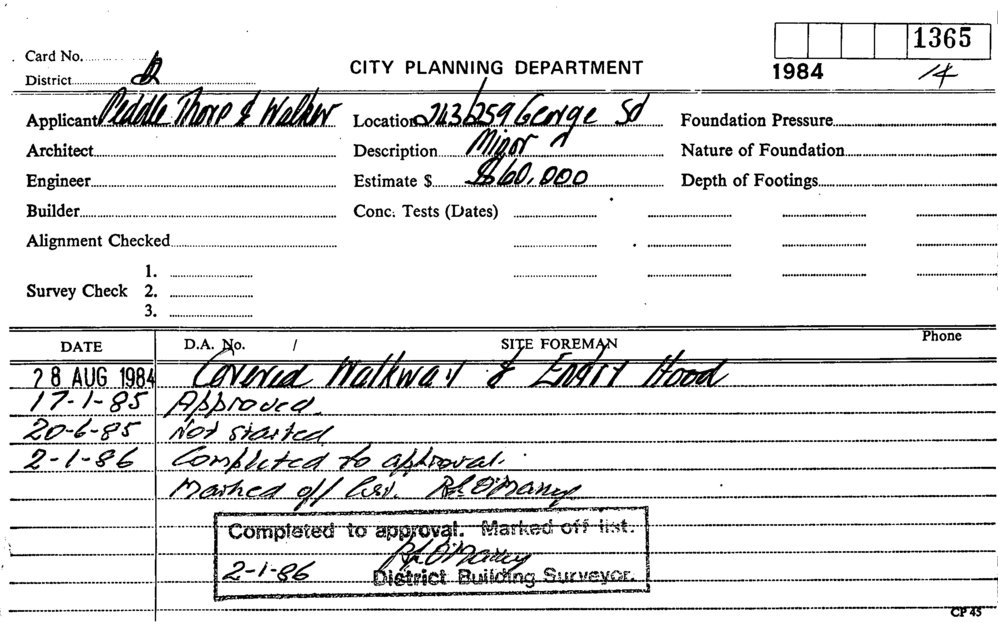 1365
Card No.
District D
CITY PLANNING DEPARTMENT
1984 14
Applicant Peddle Thorp & Walker Location 243/259 George St Foundation Pressure
Architect Description Minor Nature of Foundation
Engineer Estimate $ $60,000 Depth of Footings
Builder Conc. Tests (Dates)
Alignment Checked
1.
Survey Check 2.
3.
DATE D.A. No. / SITE FOREMAN Phone
28 AUG 1984 Covered Walkway & Entry Hood
17-1-85 Approved.
20-6-85 Not started
2-1-86 Completed to approval.
Marked off list.
Completed to approval. Marked off list.
2-1-86 District Building Surveyor.
CP 45